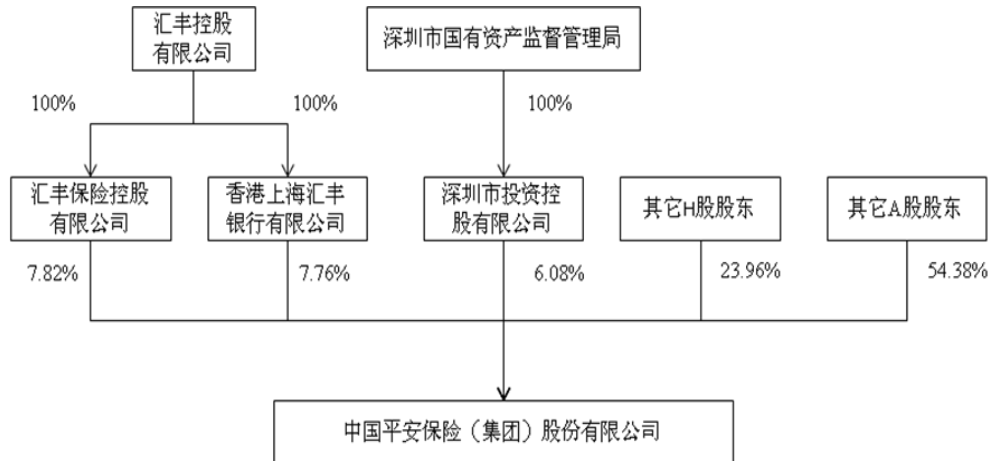 汇丰控股
有限公司
深圳市国有资产监督管理局
100%
100%
100%
汇丰保险控股
有限公司
香港上海汇丰
银行有限公司
深圳市投资控
股有限公司
其它H股股东
其它A股股东
7.82%
7.76%
6.08%
23.96%
54.38%
中国平安保险（集团）股份有限公司